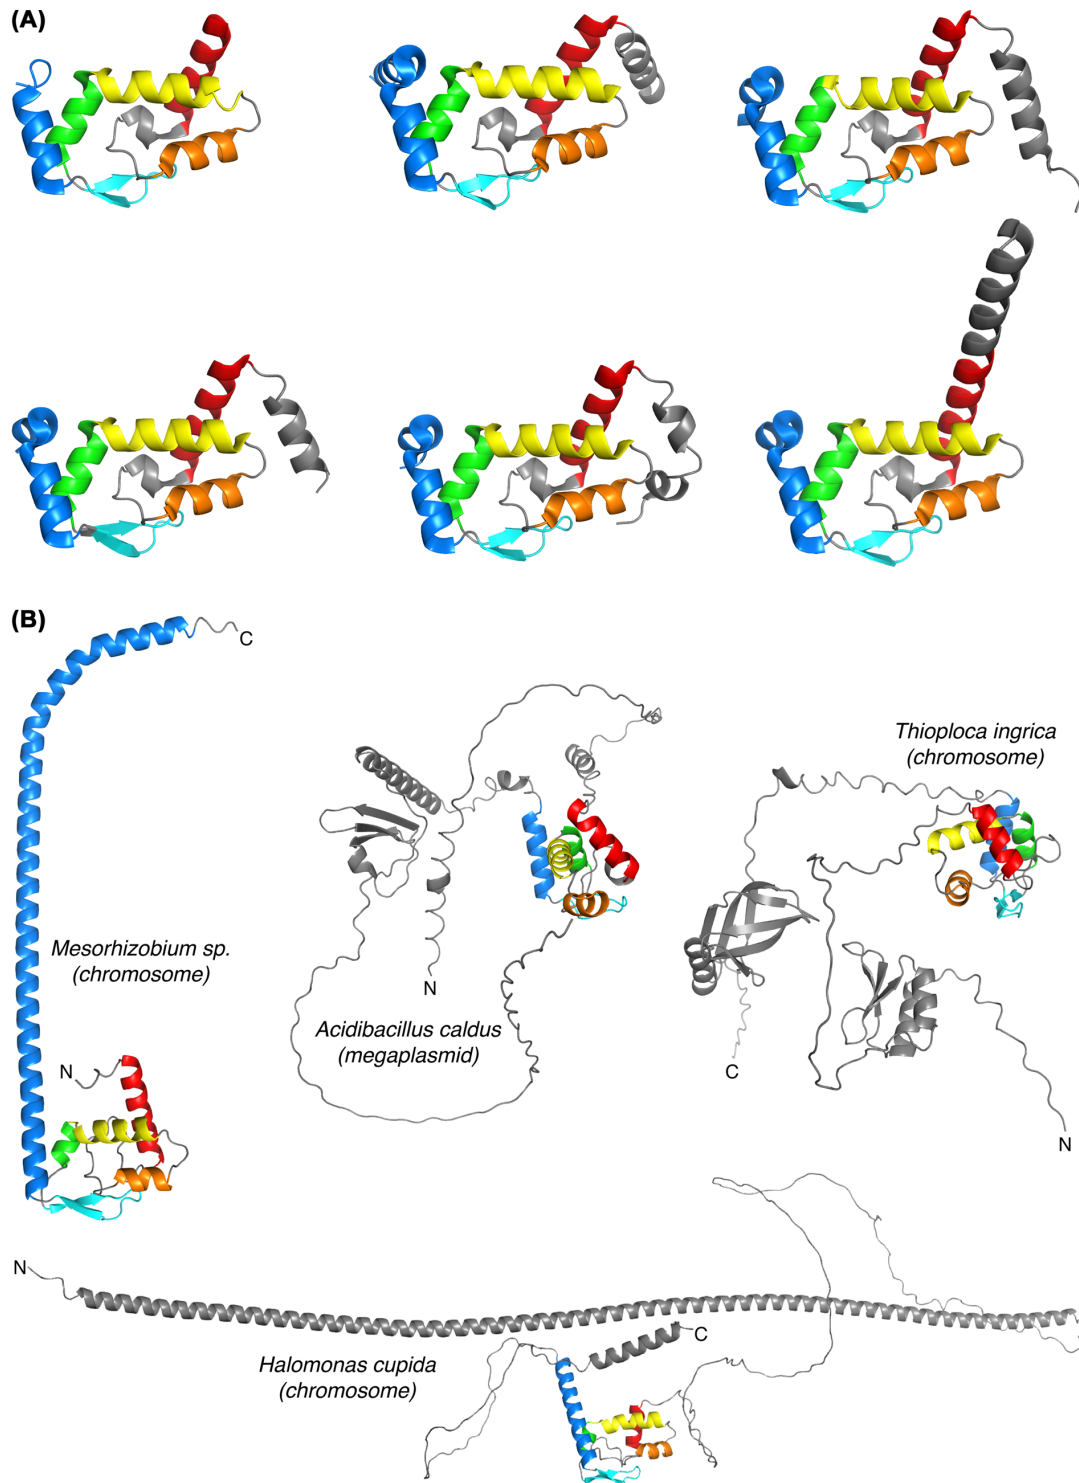 (A)
(B)
C
Thioploca ingrica
(chromosome)
Mesorhizobium sp.
(chromosome)
N
Acidibacillus caldus
(megaplasmid)
N
C
N
N
C
Halomonas cupida
(chromosome)